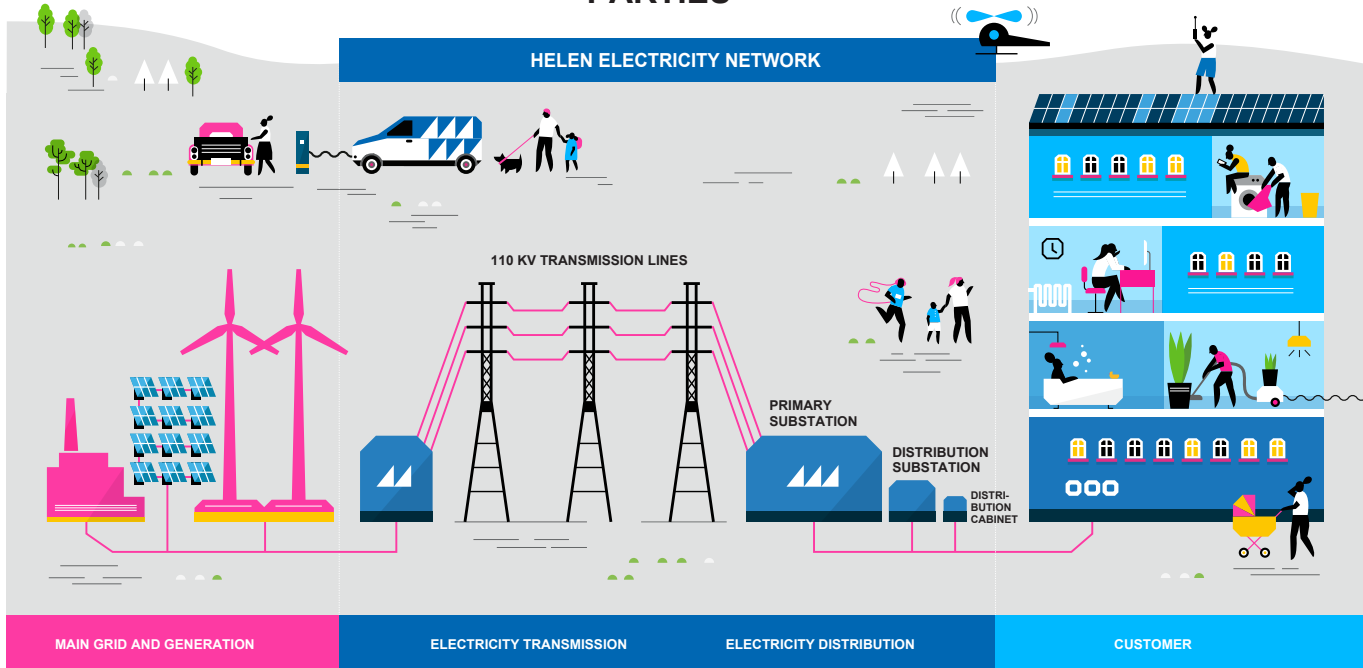 PARTIES
HELEN ELECTRICITY NETWORK
110 KV TRANSMISSION LINES
PRIMARY
SUBSTATION
DISTRIBUTION
SUBSTATION
DISTRI-
BUTION
CABINET
MAIN GRID AND GENERATION
ELECTRICITY TRANSMISSION
ELECTRICITY DISTRIBUTION
CUSTOMER